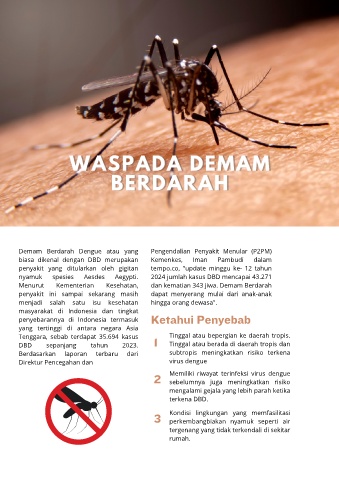 WASPADA DEMAM
BERDARAH
Demam Berdarah Dengue atau yang
biasa dikenal dengan DBD merupakan
penyakit yang ditularkan oleh gigitan
nyamuk spesies Aesdes Aegypti.
Menurut Kementerian Kesehatan,
penyakit ini sampai sekarang masih
menjadi salah satu isu kesehatan
masyarakat di Indonesia dan tingkat
penyebarannya di Indonesia termasuk
yang tertinggi di antara negara Asia
Tenggara, sebab terdapat 35.694 kasus
DBD sepanjang tahun 2023.
Berdasarkan laporan terbaru dari
Direktur Pencegahan dan
Pengendalian Penyakit Menular (P2PM)
Kemenkes, Iman Pambudi dalam
tempo.co, "update minggu ke- 12 tahun
2024 jumlah kasus DBD mencapai 43.271
dan kematian 343 jiwa. Demam Berdarah
dapat menyerang mulai dari anak-anak
hingga orang dewasa".
Ketahui Penyebab
1
Tinggal atau bepergian ke daerah tropis.
Tinggal atau berada di daerah tropis dan
subtropis meningkatkan risiko terkena
virus dengue
2
Memiliki riwayat terinfeksi virus dengue
sebelumnya juga meningkatkan risiko
mengalami gejala yang lebih parah ketika
terkena DBD.
3
Kondisi lingkungan yang memfasilitasi
perkembangbiakan nyamuk seperti air
tergenang yang tidak terkendali di sekitar
rumah.